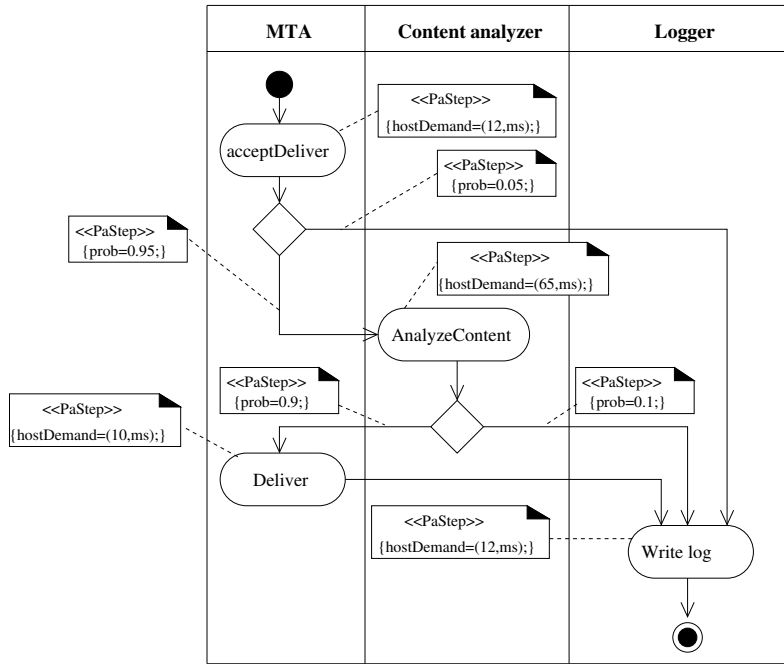 MTA
Content analyzer
Logger
<<PaStep>>
{hostDemand=(12,ms);}
acceptDeliver
<<PaStep>>
{prob=0.05;}
<<PaStep>>
{prob=0.95;}
<<PaStep>>
{hostDemand=(65,ms);}
AnalyzeContent
<<PaStep>>
{prob=0.9;}
<<PaStep>>
{prob=0.1;}
<<PaStep>>
{hostDemand=(10,ms);}
Deliver
<<PaStep>>
{hostDemand=(12,ms);}
Write log